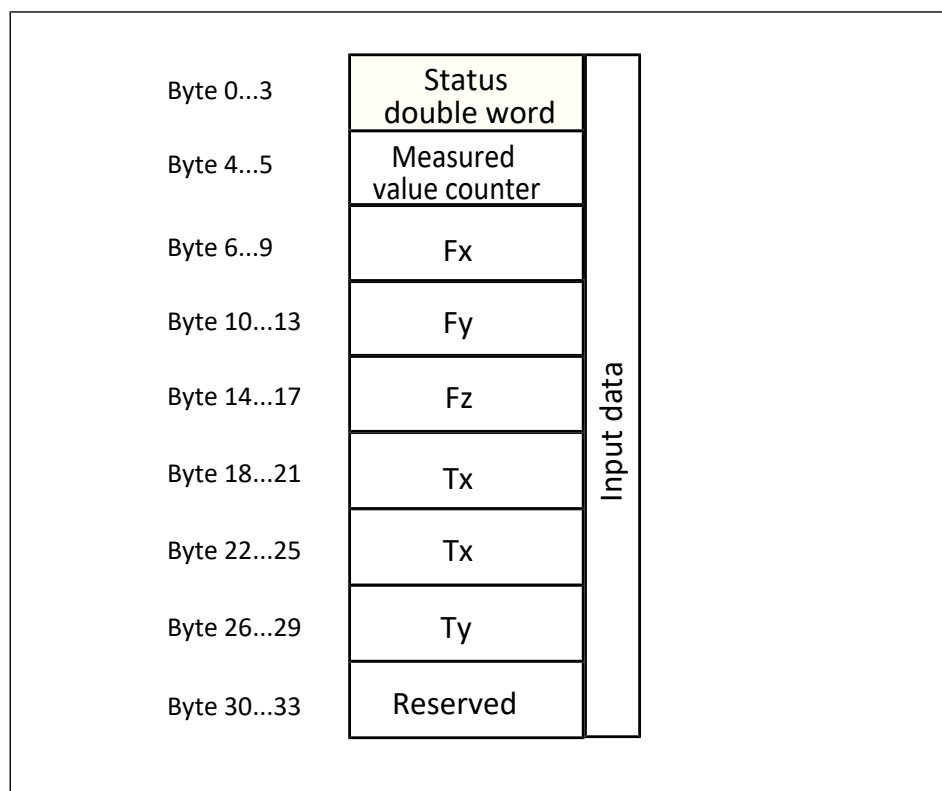 Byte 0...3
Status
double word
Byte 4...5
Measured
value counter
Byte 6...9
Fx
Byte 10...13
Fy
Byte 14...17
Fz
Byte 18...21
Tx
Byte 22...25
Tx
Byte 26...29
Ty
Byte 30...33
Reserved
Input data